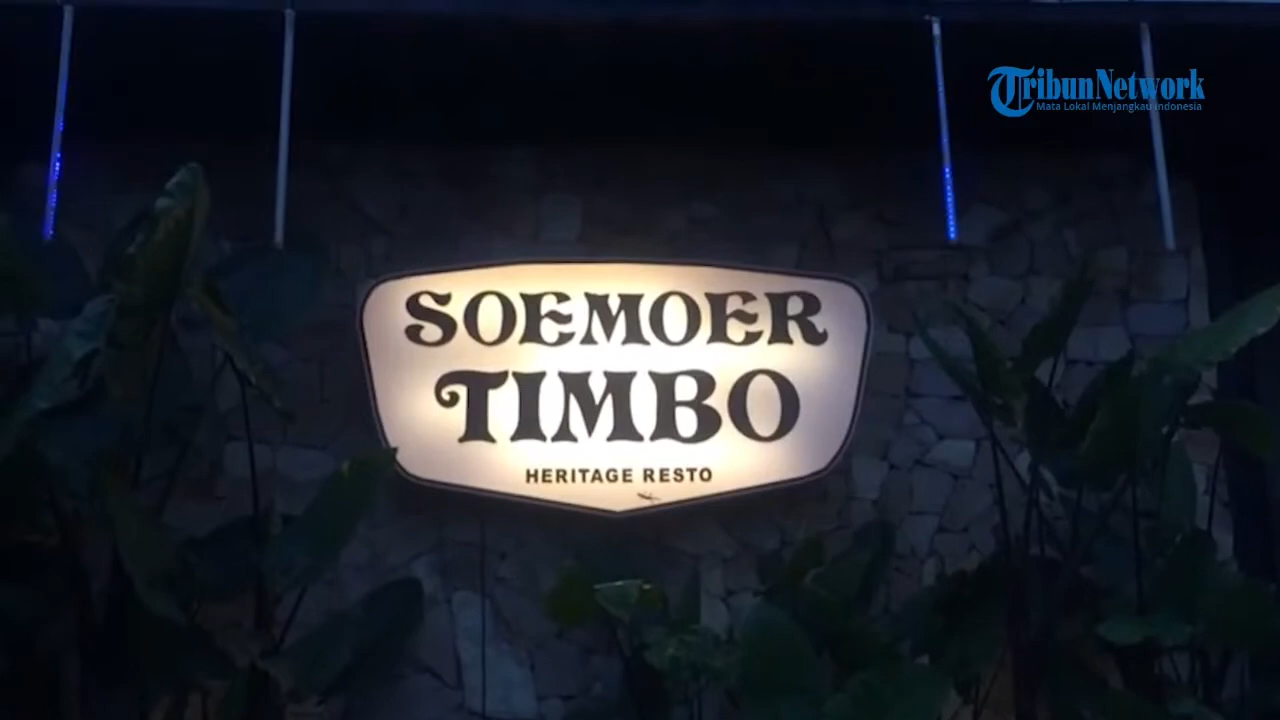 TribunNetwork
Mata Lokal Menjangkau Indonesia
SOEMOER
TIMBO
HERITAGE RESTO